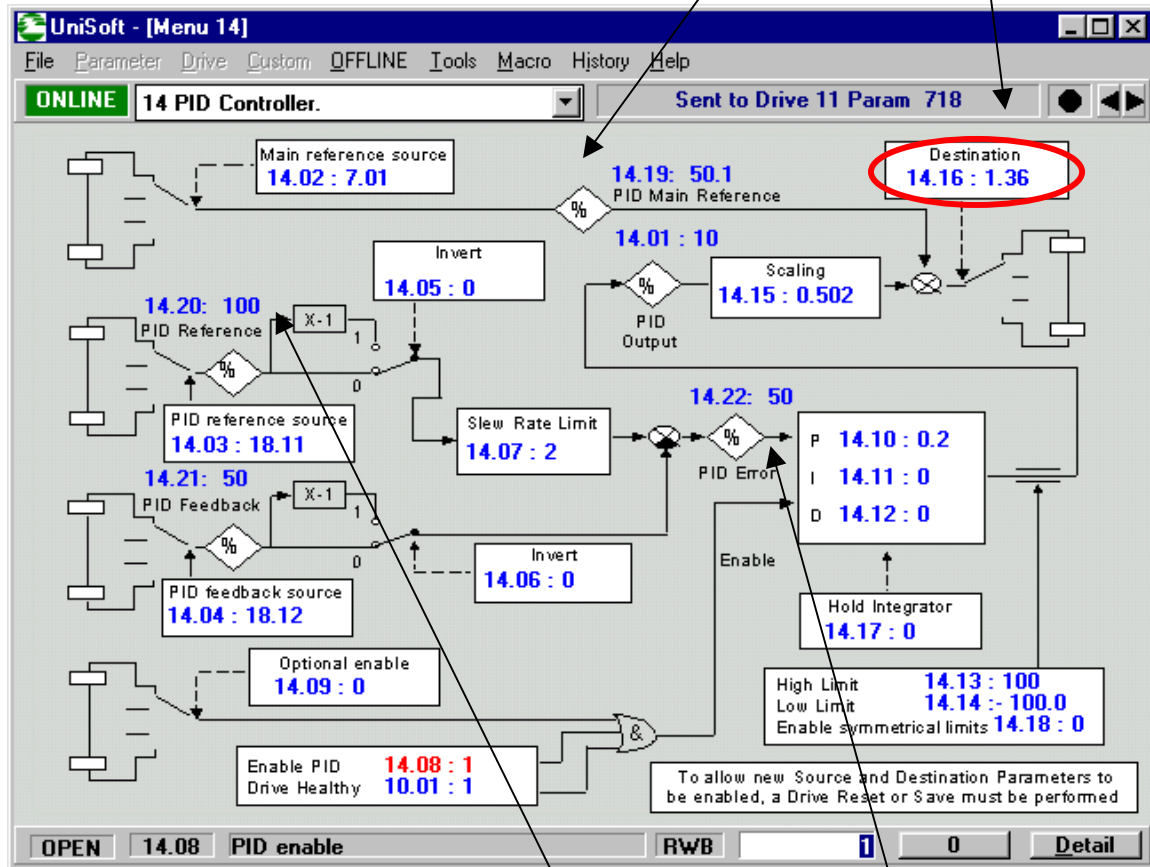 UniSoft - [Menu 14]
File Parameter Drive Custom OFFLINE Tools Macro History Help
ONLINE 14 PID Controller. Sent to Drive 11 Param 718
Main reference source
14.02 : 7.01
14.19: 50.1
PID Main Reference
%
Destination
14.16 : 1.36
14.01 : 10
%
PID
Output
Scaling
14.15 : 0.502
Invert
14.05 : 0
14.20: 100
PID Reference
X-1
1
0
%
PID reference source
14.03 : 18.11
Slew Rate Limit
14.07 : 2
14.22: 50
%
PID Error
P 14.10 : 0.2
I 14.11 : 0
D 14.12 : 0
14.21: 50
PID Feedback
X-1
1
0
%
PID feedback source
14.04 : 18.12
Invert
14.06 : 0
Enable
Hold Integrator
14.17 : 0
Optional enable
14.09 : 0
High Limit 14.13 : 100
Low Limit 14.14 :- 100.0
Enable symmetrical limits 14.18 : 0
&
Enable PID 14.08 : 1
Drive Healthy 10.01 : 1
To allow new Source and Destination Parameters to
be enabled, a Drive Reset or Save must be performed
OPEN 14.08 PID enable RWB 1 0 Detail